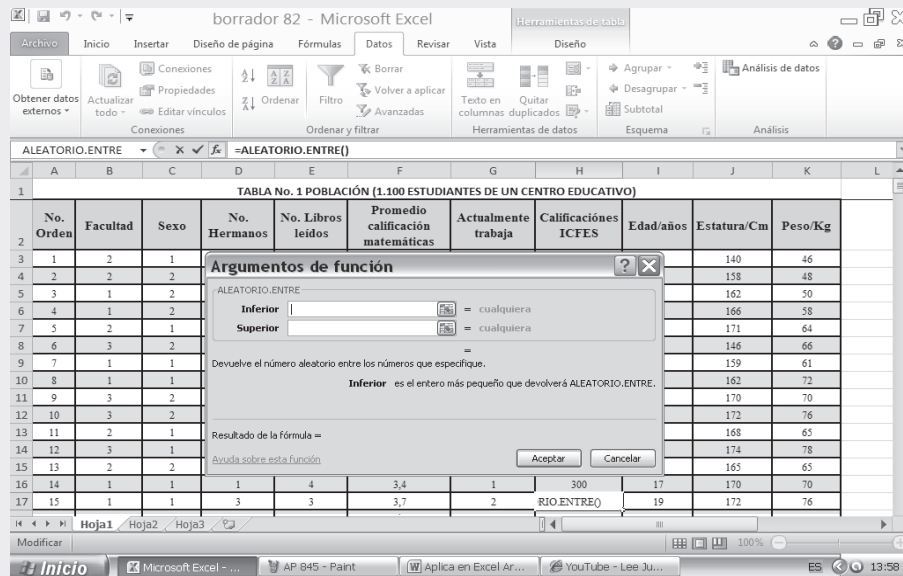 borrador 82 - Microsoft Excel
Herramientas de tabla
Archivo Inicio Insertar Diseño de página Fórmulas Datos Revisar Vista Diseño
Obtener datos externos
Actualizar todo
Conexiones
Propiedades
Editar vínculos
Conexiones
Ordenar
Filtro
Borrar
Volver a aplicar
Avanzadas
Ordenar y filtrar
Texto en columnas
Quitar duplicados
Herramientas de datos
Agrupar
Desagrupar
Subtotal
Esquema
Análisis de datos
Análisis
ALEATORIO.ENTRE =ALEATORIO.ENTRE()
A B C D E F G H I J K L
1 TABLA No. 1 POBLACIÓN (1.100 ESTUDIANTES DE UN CENTRO EDUCATIVO)
2 No. Orden Facultad Sexo No. Hermanos No. Libros leídos Promedio calificación matemáticas Actualmente trabaja Calificaciónes ICFES Edad/años Estatura/Cm Peso/Kg
3 1 2 1 140 46
4 2 2 2 158 48
5 3 1 2 162 50
6 4 1 2 166 58
7 5 2 1 171 64
8 6 3 2 146 66
9 7 1 1 159 61
10 8 1 1 162 72
11 9 3 2 170 70
12 10 3 2 172 76
13 11 2 1 168 65
14 12 3 1 174 78
15 13 2 2 165 65
16 14 1 1 1 4 3,4 1 300 17 170 70
17 15 1 1 3 3 3,7 2 RIO.ENTRE() 19 172 76
Argumentos de función
ALEATORIO.ENTRE
Inferior = cualquiera
Superior = cualquiera
=
Devuelve el número aleatorio entre los números que especifique.
Inferior es el entero más pequeño que devolverá ALEATORIO.ENTRE.
Resultado de la fórmula =
Ayuda sobre esta función
Aceptar Cancelar
Hoja1 Hoja2 Hoja3
Modificar 100%
Inicio Microsoft Excel - ... AP 845 - Paint Aplica en Excel Ar... YouTube - Lee Ju... ES 13:58